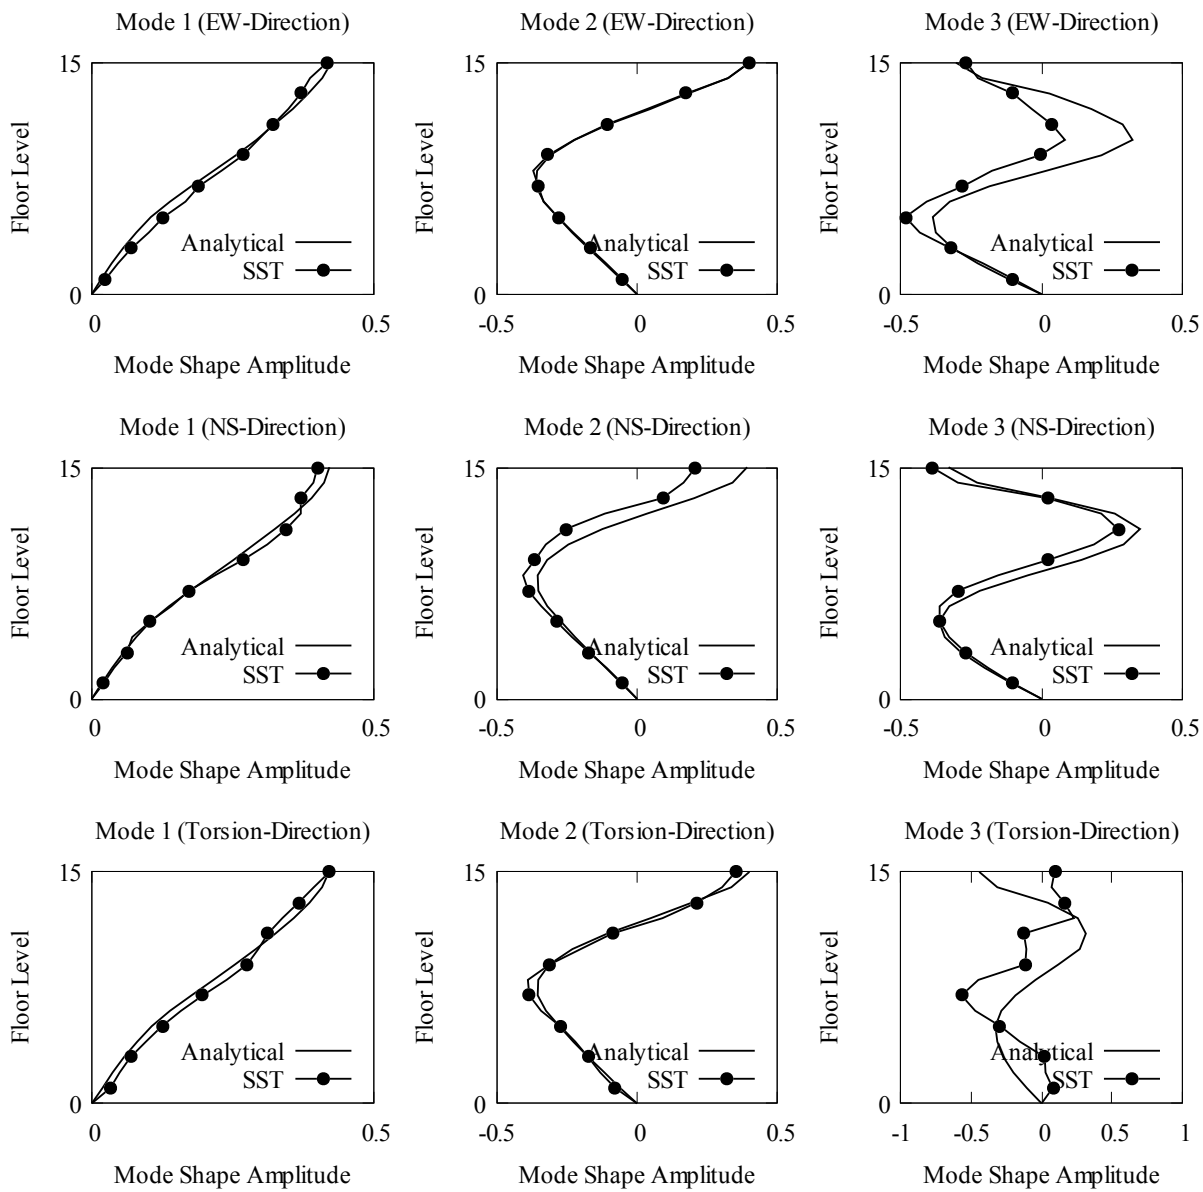 Mode 1 (EW-Direction)
Mode 2 (EW-Direction)
Mode 3 (EW-Direction)
15
Floor Level
Analytical
SST
0
0
0.5
Mode Shape Amplitude
15
Floor Level
Analytical
SST
0
-0.5
0
0.5
Mode Shape Amplitude
15
Floor Level
Analytical
SST
0
-0.5
0
0.5
Mode Shape Amplitude
Mode 1 (NS-Direction)
Mode 2 (NS-Direction)
Mode 3 (NS-Direction)
15
Floor Level
Analytical
SST
0
0
0.5
Mode Shape Amplitude
15
Floor Level
Analytical
SST
0
-0.5
0
0.5
Mode Shape Amplitude
15
Floor Level
Analytical
SST
0
-0.5
0
0.5
Mode Shape Amplitude
Mode 1 (Torsion-Direction)
Mode 2 (Torsion-Direction)
Mode 3 (Torsion-Direction)
15
Floor Level
Analytical
SST
0
0
0.5
Mode Shape Amplitude
15
Floor Level
Analytical
SST
0
-0.5
0
0.5
Mode Shape Amplitude
15
Floor Level
Analytical
SST
0
-1
-0.5
0
0.5
1
Mode Shape Amplitude